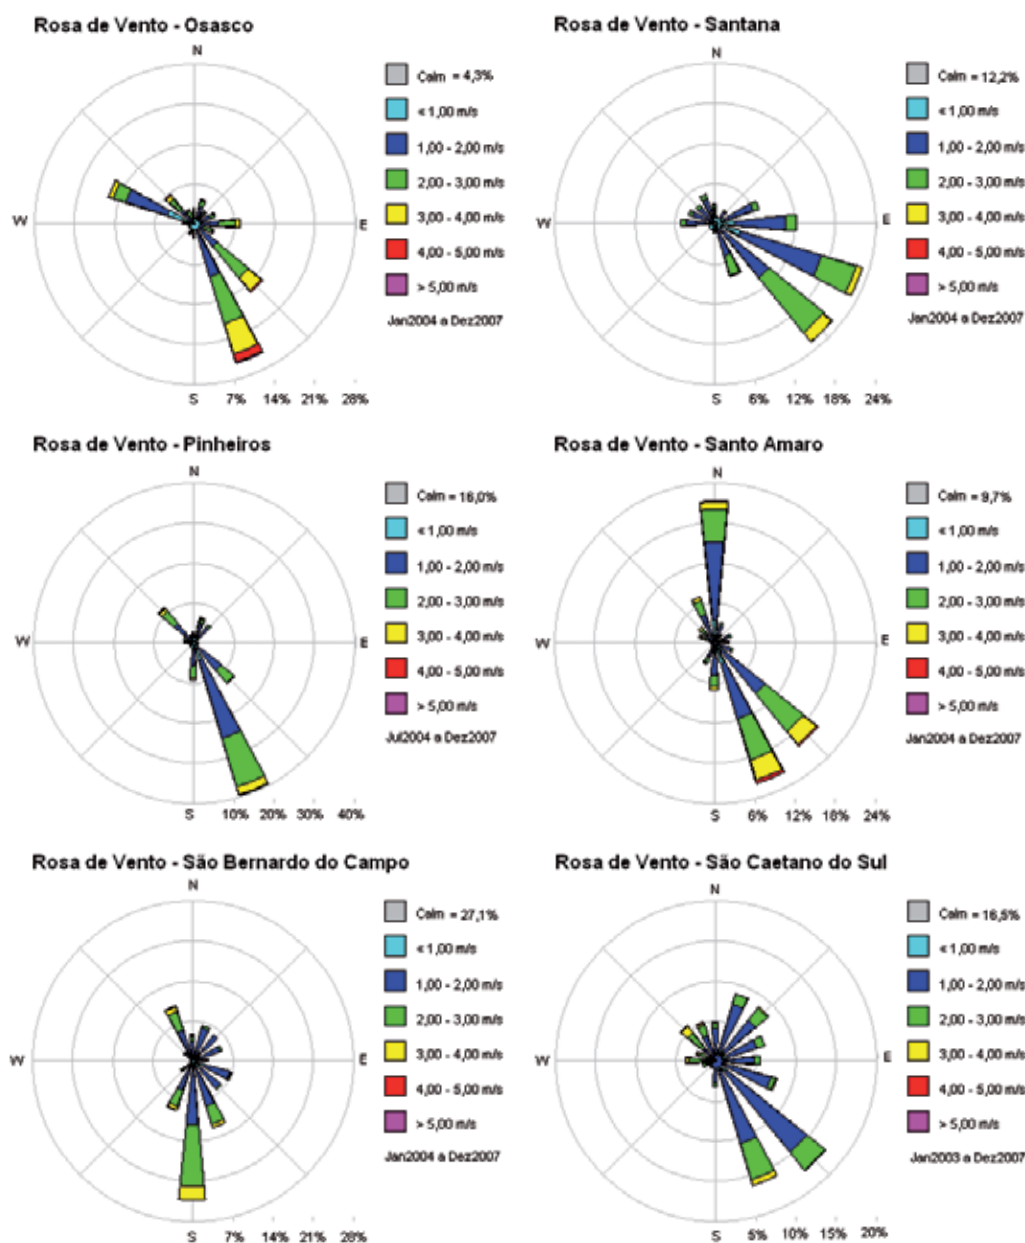 Rosa de Vento - Osasco
N
W
E
S
7% 14% 21% 28%
Calm = 4,3%
< 1,00 m/s
1,00 - 2,00 m/s
2,00 - 3,00 m/s
3,00 - 4,00 m/s
4,00 - 5,00 m/s
> 5,00 m/s
Jan2004 a Dez2007
Rosa de Vento - Santana
N
E
S
6% 12% 18% 24%
Calm = 12,2%
< 1,00 m/s
1,00 - 2,00 m/s
2,00 - 3,00 m/s
3,00 - 4,00 m/s
4,00 - 5,00 m/s
> 5,00 m/s
Jan2004 a Dez2007
W
Rosa de Vento - Pinheiros
N
W
E
S
10% 20% 30% 40%
Calm = 16,0%
< 1,00 m/s
1,00 - 2,00 m/s
2,00 - 3,00 m/s
3,00 - 4,00 m/s
4,00 - 5,00 m/s
> 5,00 m/s
Jul2004 a Dez2007
Rosa de Vento - Santo Amaro
N
W
E
S
6% 12% 18% 24%
Calm = 9,7%
< 1,00 m/s
1,00 - 2,00 m/s
2,00 - 3,00 m/s
3,00 - 4,00 m/s
4,00 - 5,00 m/s
> 5,00 m/s
Jan2004 a Dez2007
Rosa de Vento - São Bernardo do Campo
N
W
E
S
7% 14% 21% 28%
Calm = 27,1%
< 1,00 m/s
1,00 - 2,00 m/s
2,00 - 3,00 m/s
3,00 - 4,00 m/s
4,00 - 5,00 m/s
> 5,00 m/s
Jan2004 a Dez2007
Rosa de Vento - São Caetano do Sul
N
W
E
S
5% 10% 15% 20%
Calm = 16,5%
< 1,00 m/s
1,00 - 2,00 m/s
2,00 - 3,00 m/s
3,00 - 4,00 m/s
4,00 - 5,00 m/s
> 5,00 m/s
Jan2003 a Dez2007